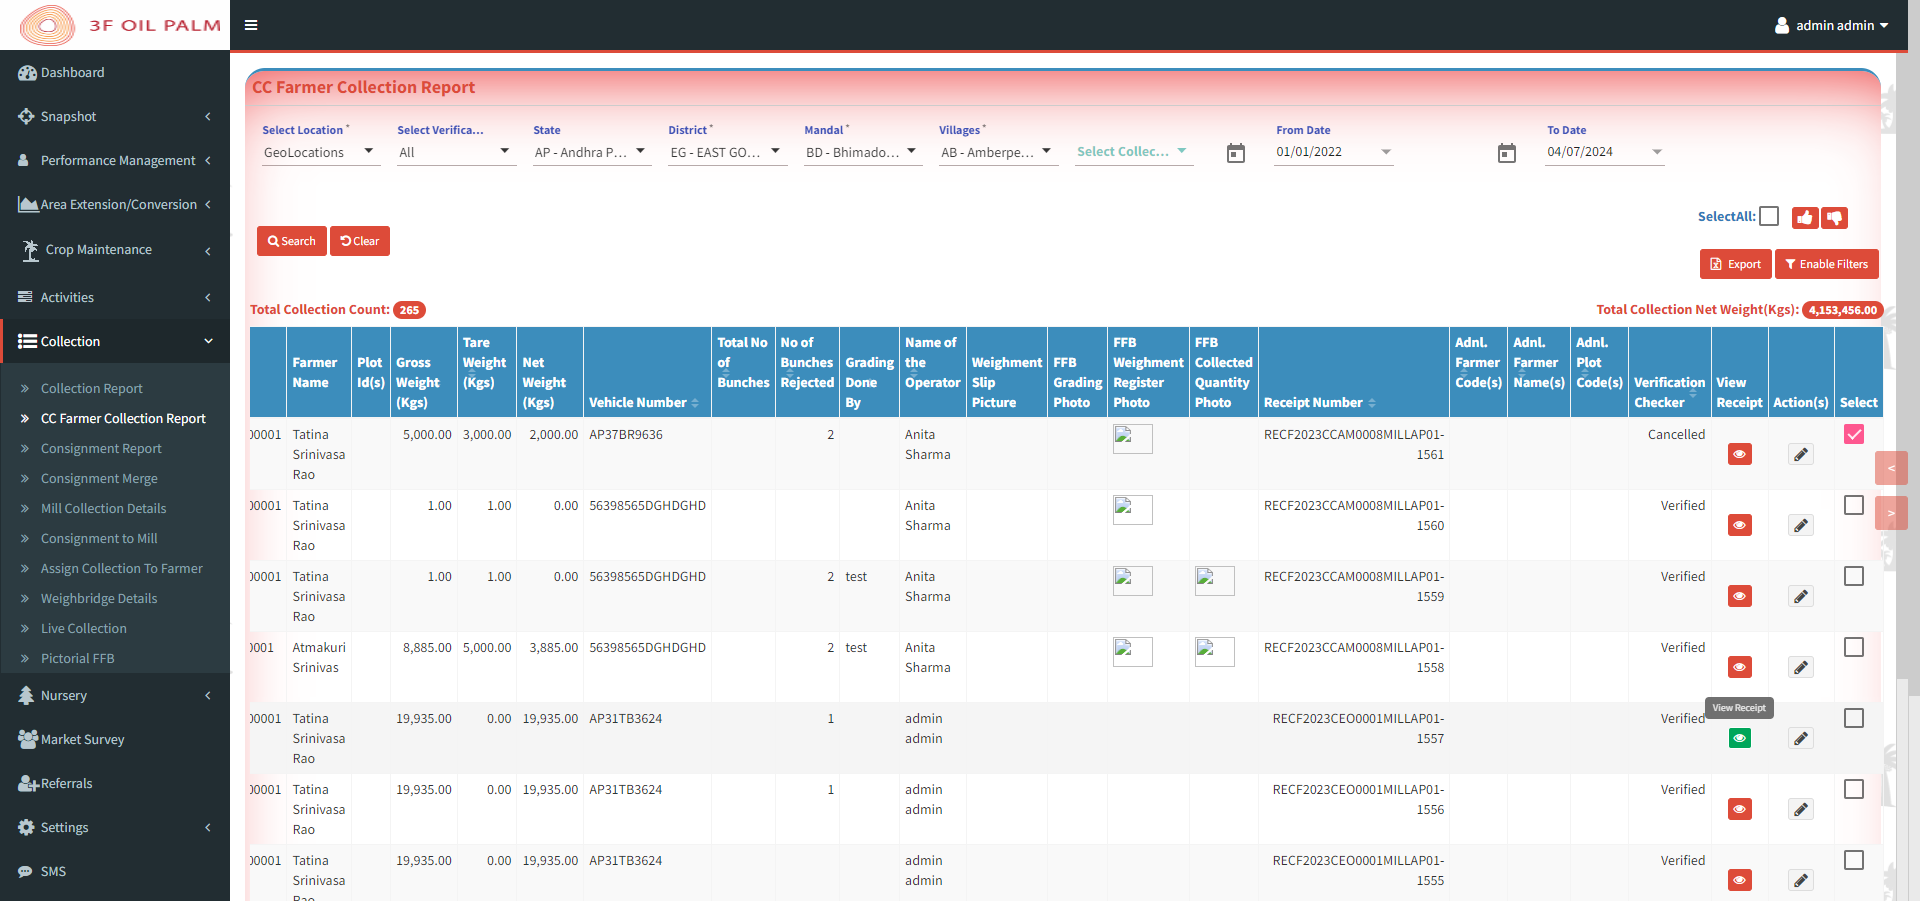 3F OIL PALM
admin admin
Dashboard
Snapshot
Performance Management
Area Extension/Conversion
Crop Maintenance
Activities
Collection
Collection Report
CC Farmer Collection Report
Consignment Report
Consignment Merge
Mill Collection Details
Consignment to Mill
Assign Collection To Farmer
Weighbridge Details
Live Collection
Pictorial FFB
Nursery
Market Survey
Referrals
Settings
SMS
CC Farmer Collection Report
Select Location * Select Verifica... State District * Mandal * Villages * From Date To Date
GeoLocations All AP - Andhra P... EG - EAST GO... BD - Bhimado... AB - Amberpe... Select Collec... 01/01/2022 04/07/2024
SelectAll:
Search Clear
Export Enable Filters
Total Collection Count: 265 Total Collection Net Weight(Kgs): 4,153,456.00
Farmer Name Plot Id(s) Gross Weight (Kgs) Tare Weight (Kgs) Net Weight (Kgs) Vehicle Number Total No of Bunches No of Bunches Rejected Grading Done By Name of the Operator Weighment Slip Picture FFB Grading Photo FFB Weighment Register Photo FFB Collected Quantity Photo Receipt Number Adnl. Farmer Code(s) Adnl. Farmer Name(s) Adnl. Plot Code(s) Verification Checker View Receipt Action(s) Select
00001 Tatina Srinivasa Rao 5,000.00 3,000.00 2,000.00 AP37BR9636 2 Anita Sharma RECF2023CCAM0008MILLAP01-1561 Cancelled
00001 Tatina Srinivasa Rao 1.00 1.00 0.00 56398565DGHDGHD Anita Sharma RECF2023CCAM0008MILLAP01-1560 Verified
00001 Tatina Srinivasa Rao 1.00 1.00 0.00 56398565DGHDGHD 2 test Anita Sharma RECF2023CCAM0008MILLAP01-1559 Verified
0001 Atmakuri Srinivas 8,885.00 5,000.00 3,885.00 56398565DGHDGHD 2 test Anita Sharma RECF2023CCAM0008MILLAP01-1558 Verified
View Receipt
00001 Tatina Srinivasa Rao 19,935.00 0.00 19,935.00 AP31TB3624 1 admin admin RECF2023CEO0001MILLAP01-1557 Verified
00001 Tatina Srinivasa Rao 19,935.00 0.00 19,935.00 AP31TB3624 1 admin admin RECF2023CEO0001MILLAP01-1556 Verified
00001 Tatina Srinivasa Rao 19,935.00 0.00 19,935.00 AP31TB3624 admin admin RECF2023CEO0001MILLAP01-1555 Verified
<
>